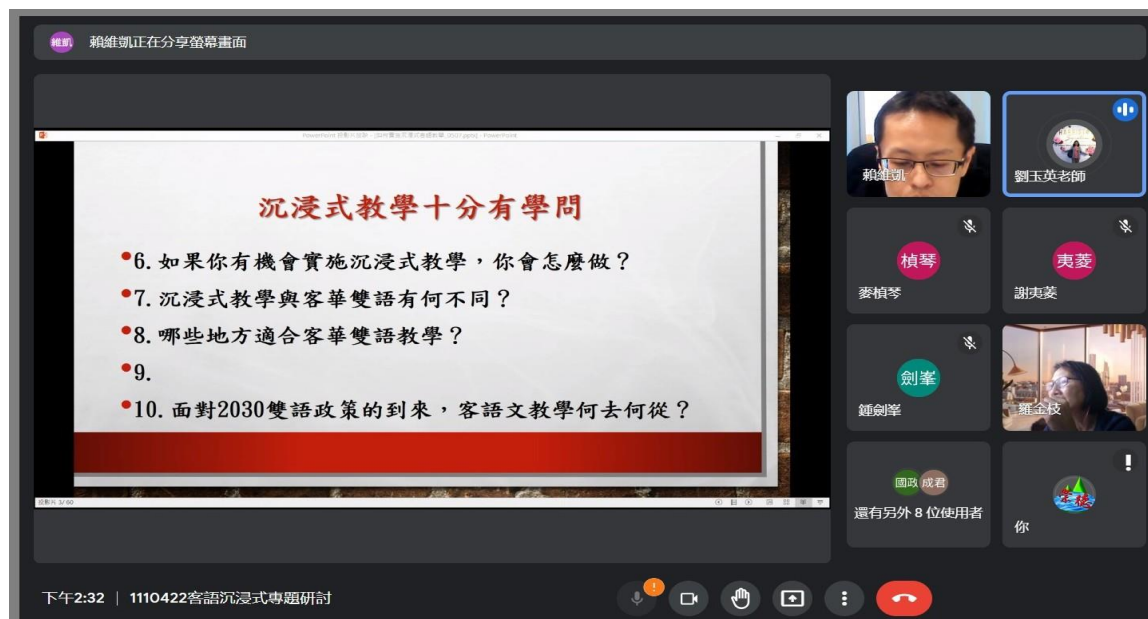 維凱
賴維凱正在分享螢幕畫面
沉浸式教學十分有學問
•6. 如果你有機會實施沉浸式教學，你會怎麼做？
•7. 沉浸式教學與客華雙語有何不同？
•8. 哪些地方適合客華雙語教學？
•9.
•10. 面對2030雙語政策的到來，客語文教學何去何從？
投影片 3/60
賴維凱
劉玉英老師
楨琴
麥楨琴
夷菱
謝夷菱
劍峯
鍾劍峯
羅金枝
國政
成君
還有另外 8 位使用者
你
下午2:32 | 1110422客語沉浸式專題研討